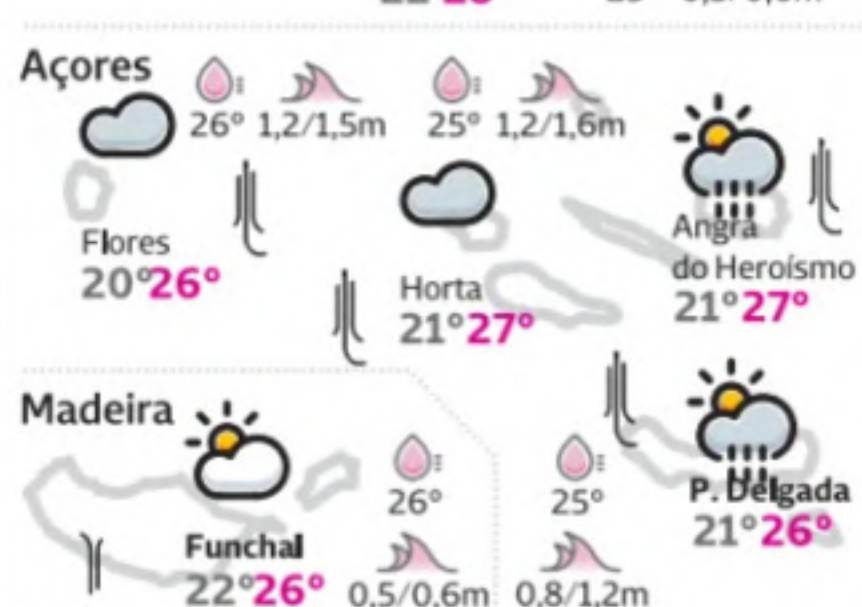 Açores
26° 1,2/1,5m
25° 1,2/1,6m
Flores
20° 26°
Horta
21° 27°
Angra
do Heroísmo
21° 27°
Madeira
Funchal
22° 26°
26°
0,5/0,6m
25°
0,8/1,2m
P. Delgada
21° 26°